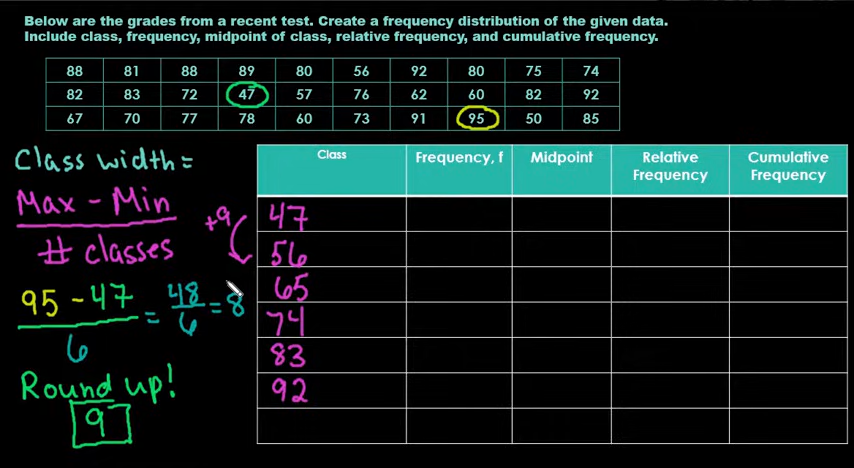 Below are the grades from a recent test. Create a frequency distribution of the given data.
Include class, frequency, midpoint of class, relative frequency, and cumulative frequency.
88 81 88 89 80 56 92 80 75 74
82 83 72 47 57 76 62 60 82 92
67 70 77 78 60 73 91 95 50 85
Class width =
Max - Min
# classes
95 - 47
6
= 48
6
= 8
Round up!
9
+9
Class Frequency, f Midpoint Relative Frequency Cumulative Frequency
47
56
65
74
83
92